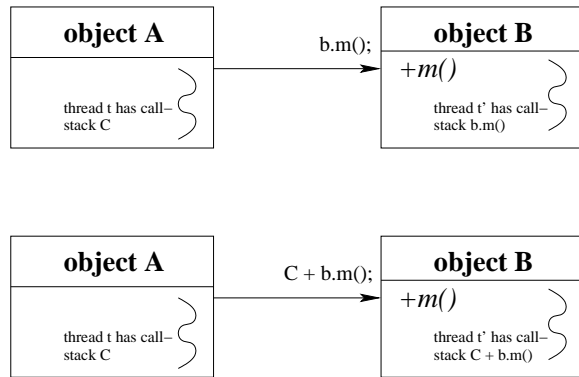 object A
b.m();
object B
+m()
thread t has call–
stack C
thread t’ has call–
stack b.m()
object A
C + b.m();
object B
+m()
thread t has call–
stack C
thread t’ has call–
stack C + b.m()